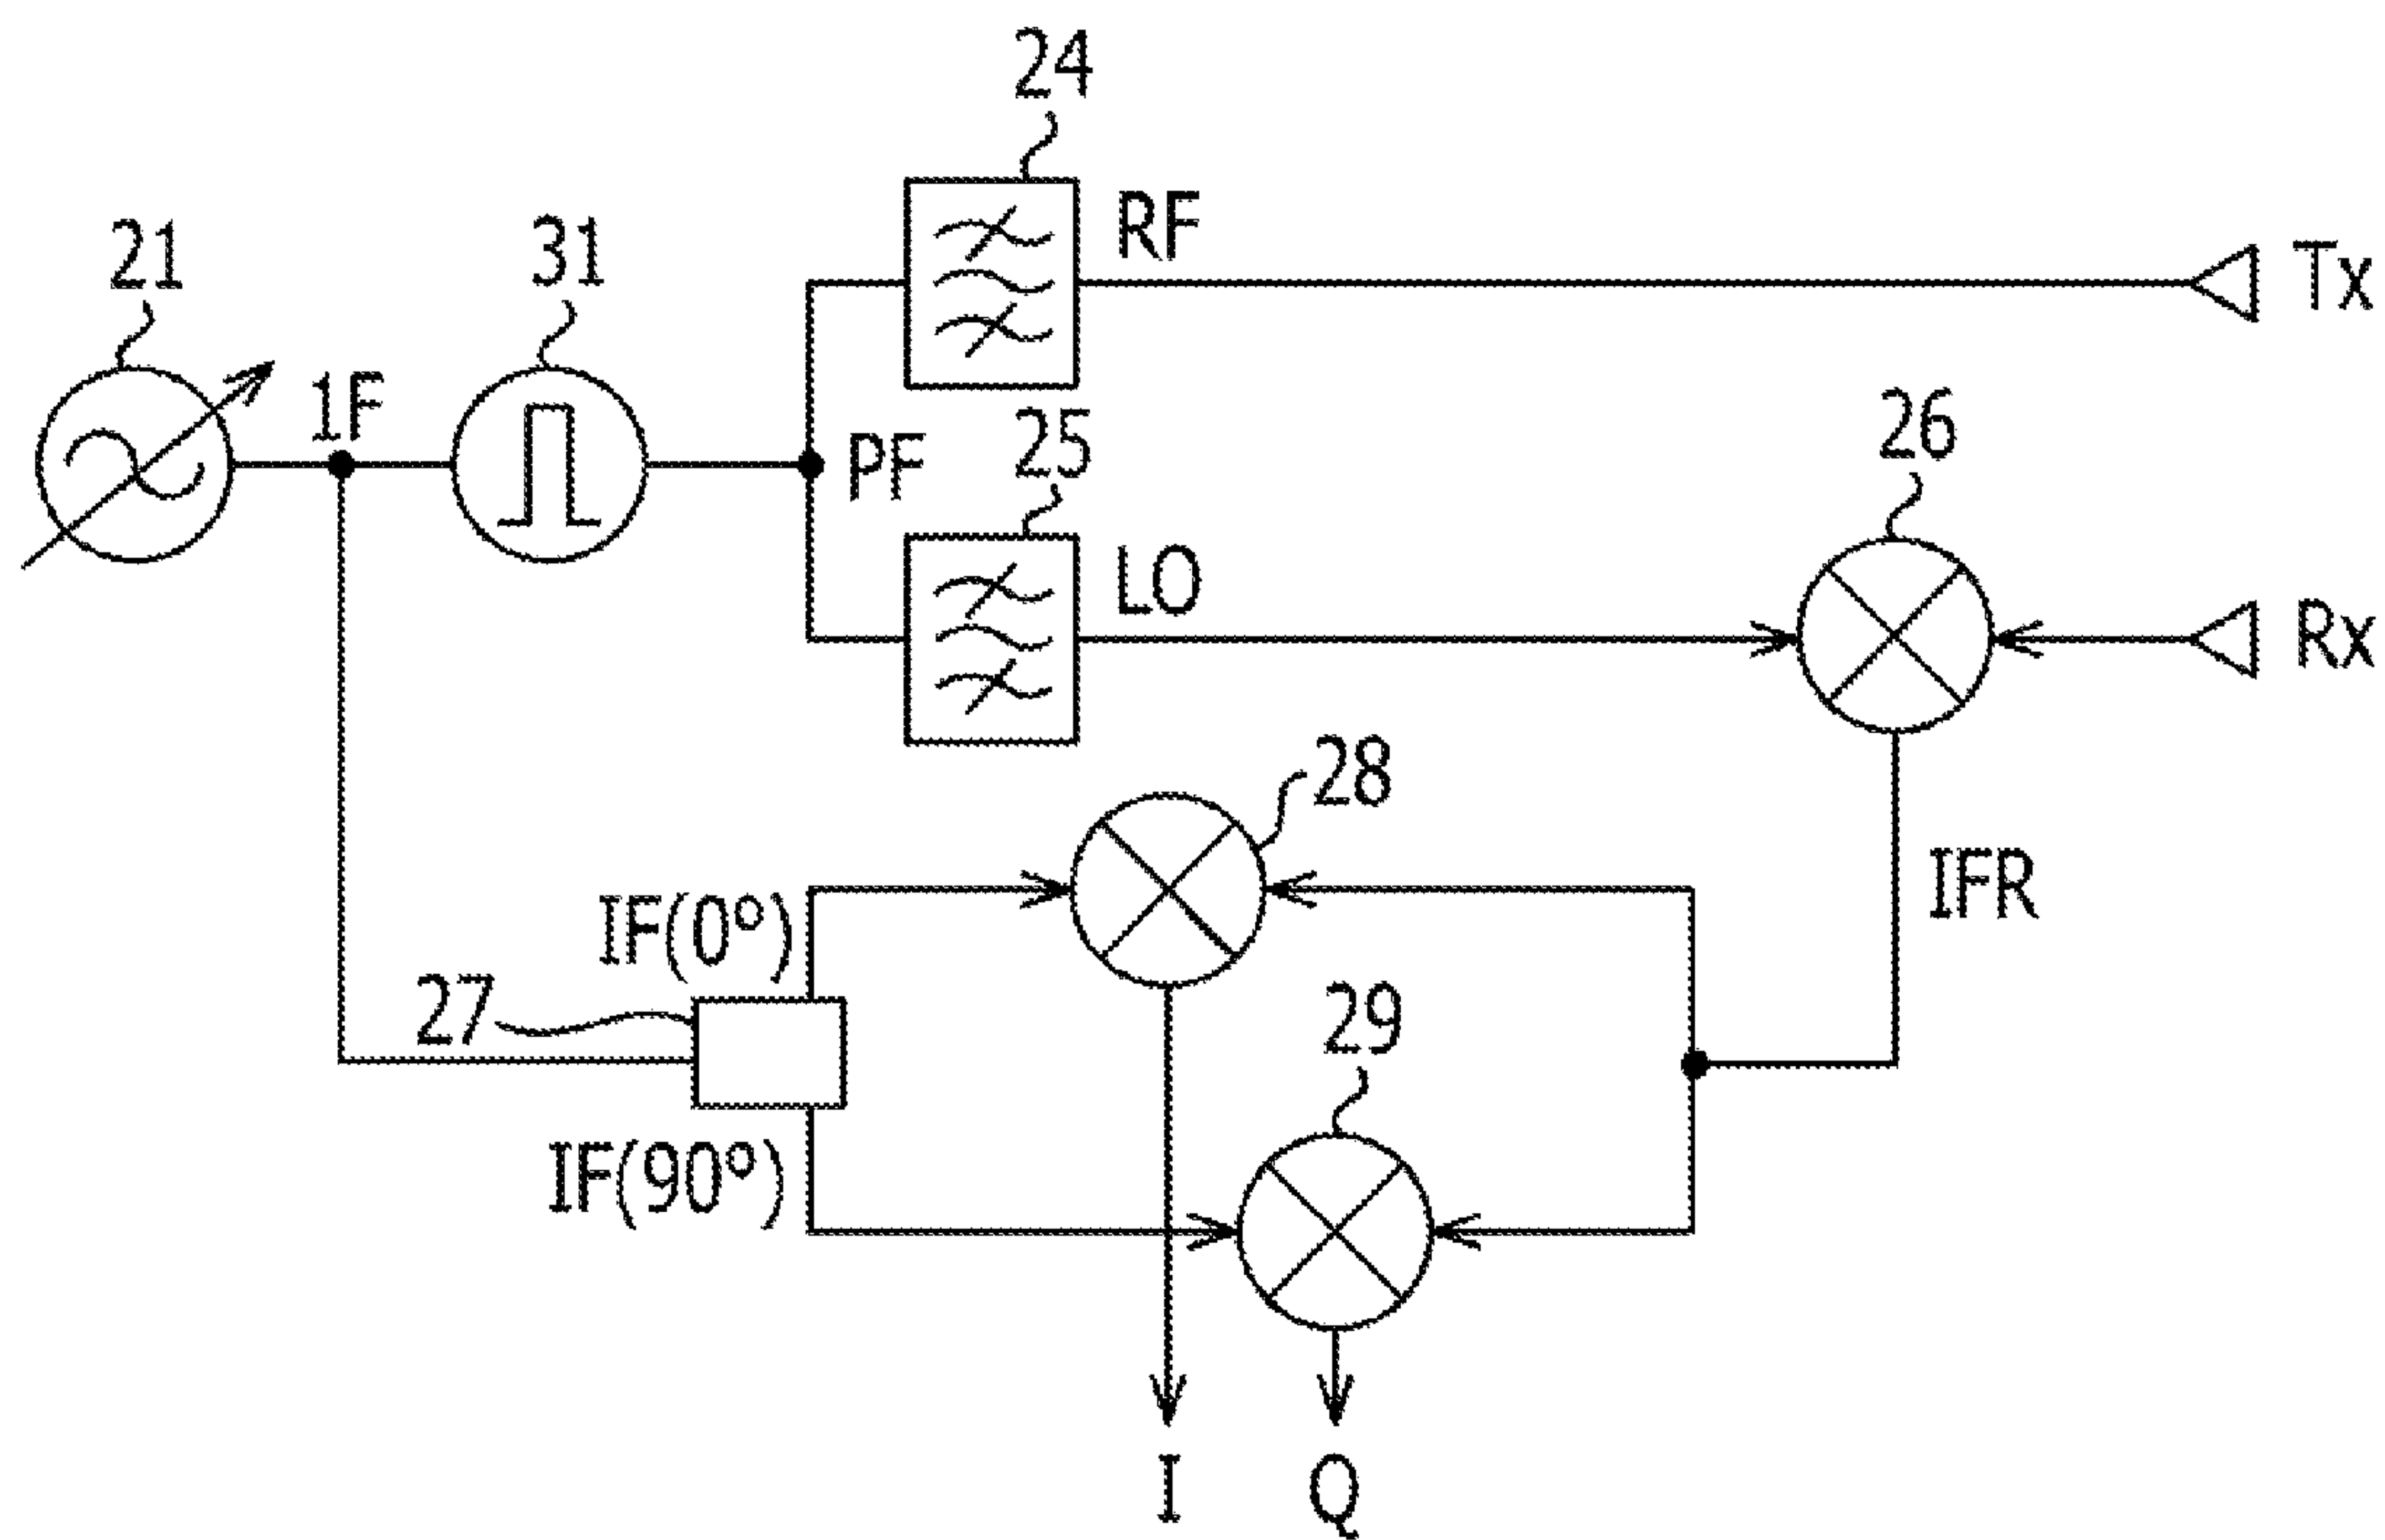 24
21
31
RF
Tx
1F
PF
25
26
LO
Rx
28
IFR
IF(0°)
27
29
IF(90°)
I
Q